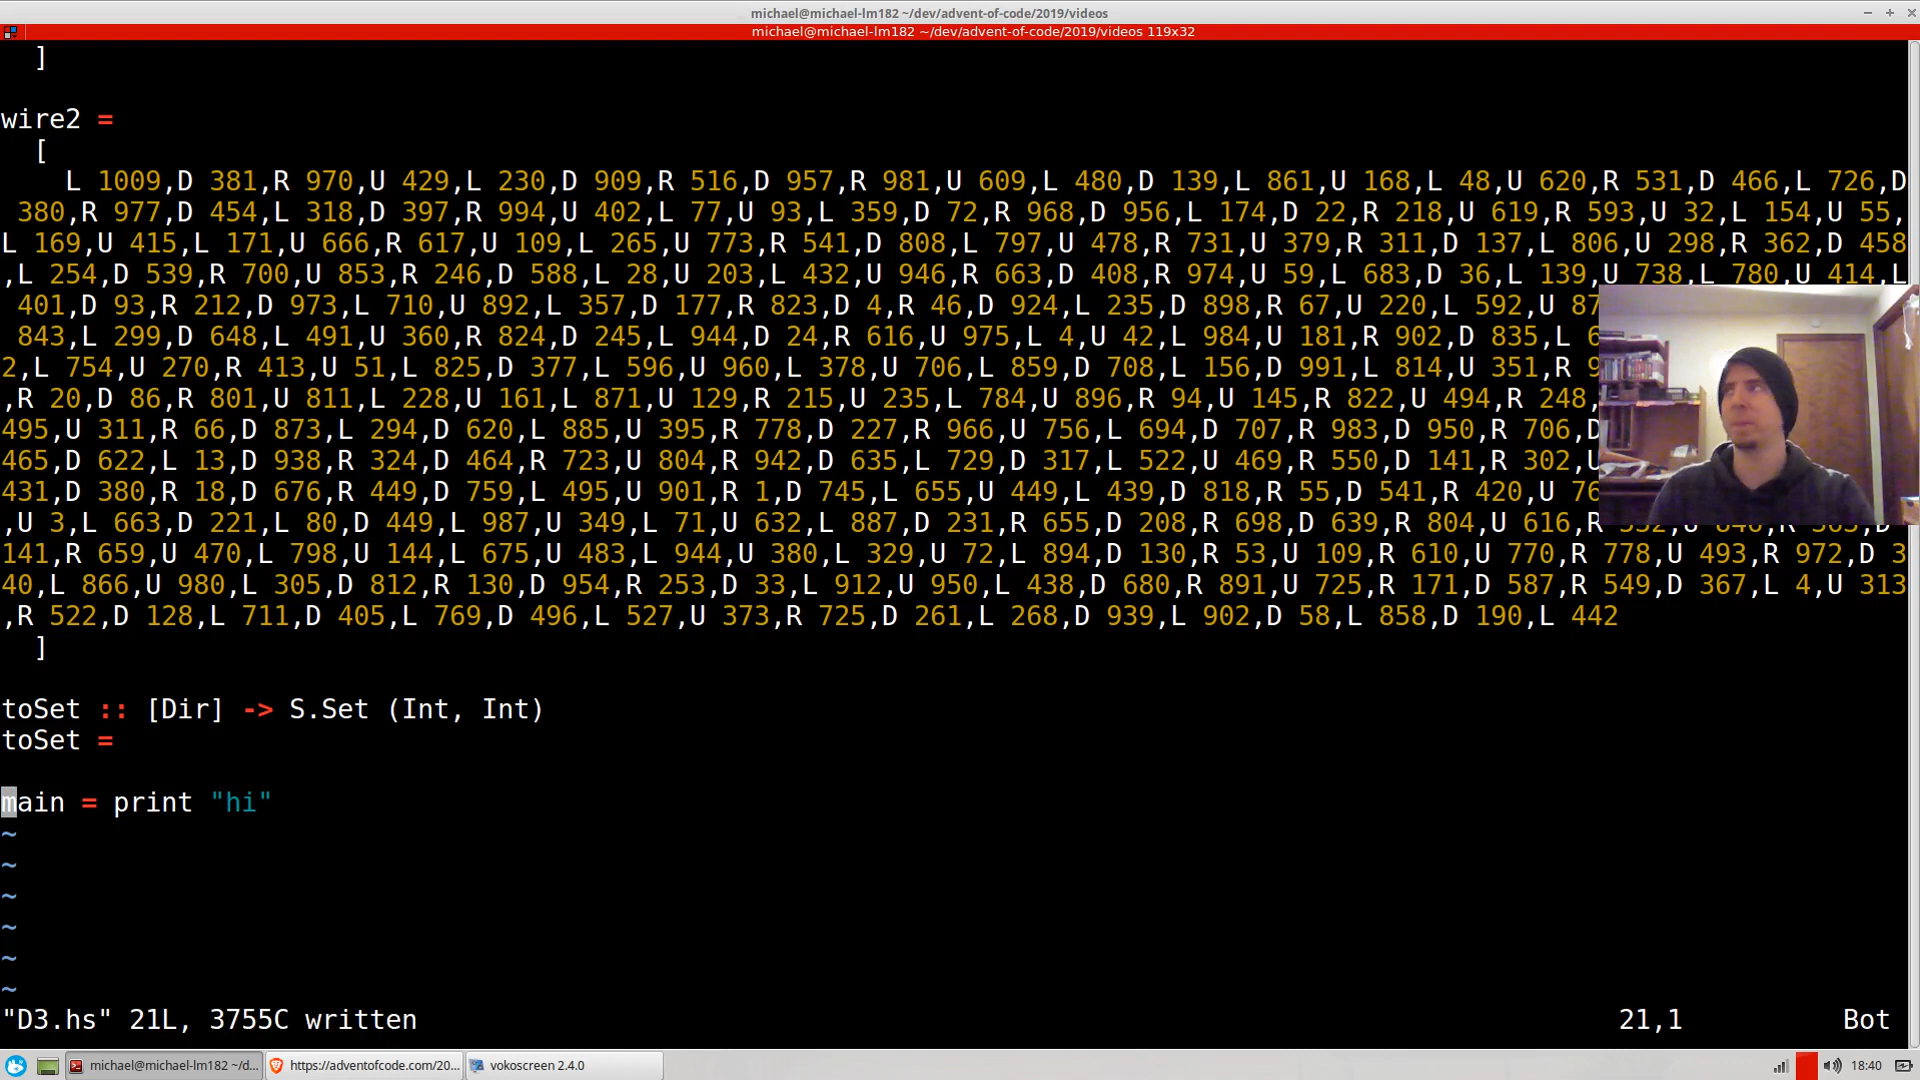 michael@michael-lm182 ~/dev/advent-of-code/2019/videos
michael@michael-lm182 ~/dev/advent-of-code/2019/videos 119x32
]
wire2 =
[
L 1009,D 381,R 970,U 429,L 230,D 909,R 516,D 957,R 981,U 609,L 480,D 139,L 861,U 168,L 48,U 620,R 531,D 466,L 726,D
380,R 977,D 454,L 318,D 397,R 994,U 402,L 77,U 93,L 359,D 72,R 968,D 956,L 174,D 22,R 218,U 619,R 593,U 32,L 154,U 55,
L 169,U 415,L 171,U 666,R 617,U 109,L 265,U 773,R 541,D 808,L 797,U 478,R 731,U 379,R 311,D 137,L 806,U 298,R 362,D 458
,L 254,D 539,R 700,U 853,R 246,D 588,L 28,U 203,L 432,U 946,R 663,D 408,R 974,U 59,L 683,D 36,L 139,U 738,L 780,U 414,L
401,D 93,R 212,D 973,L 710,U 892,L 357,D 177,R 823,D 4,R 46,D 924,L 235,D 898,R 67,U 220,L 592,U 87
843,L 299,D 648,L 491,U 360,R 824,D 245,L 944,D 24,R 616,U 975,L 4,U 42,L 984,U 181,R 902,D 835,L
2,L 754,U 270,R 413,U 51,L 825,D 377,L 596,U 960,L 378,U 706,L 859,D 708,L 156,D 991,L 814,U 351,R
,R 20,D 86,R 801,U 811,L 228,U 161,L 871,U 129,R 215,U 235,L 784,U 896,R 94,U 145,R 822,U 494,R 248,
495,U 311,R 66,D 873,L 294,D 620,L 885,U 395,R 778,D 227,R 966,U 756,L 694,D 707,R 983,D 950,R 706,D
465,D 622,L 13,D 938,R 324,D 464,R 723,U 804,R 942,D 635,L 729,D 317,L 522,U 469,R 550,D 141,R 302,U
431,D 380,R 18,D 676,R 449,D 759,L 495,U 901,R 1,D 745,L 655,U 449,L 439,D 818,R 55,D 541,R 420,U 76
,U 3,L 663,D 221,L 80,D 449,L 987,U 349,L 71,U 632,L 887,D 231,R 655,D 208,R 698,D 639,R 804,U 616,R
141,R 659,U 470,L 798,U 144,L 675,U 483,L 944,U 380,L 329,U 72,L 894,D 130,R 53,U 109,R 610,U 770,R 778,U 493,R 972,D 3
40,L 866,U 980,L 305,D 812,R 130,D 954,R 253,D 33,L 912,U 950,L 438,D 680,R 891,U 725,R 171,D 587,R 549,D 367,L 4,U 313
,R 522,D 128,L 711,D 405,L 769,D 496,L 527,U 373,R 725,D 261,L 268,D 939,L 902,D 58,L 858,D 190,L 442
]
toSet :: [Dir] -> S.Set (Int, Int)
toSet =
main = print "hi"
~
~
~
~
~
~
"D3.hs" 21L, 3755C written 21,1 Bot
michael@michael-lm182 ~/d... https://adventofcode.com/20... vokoscreen 2.4.0 18:40